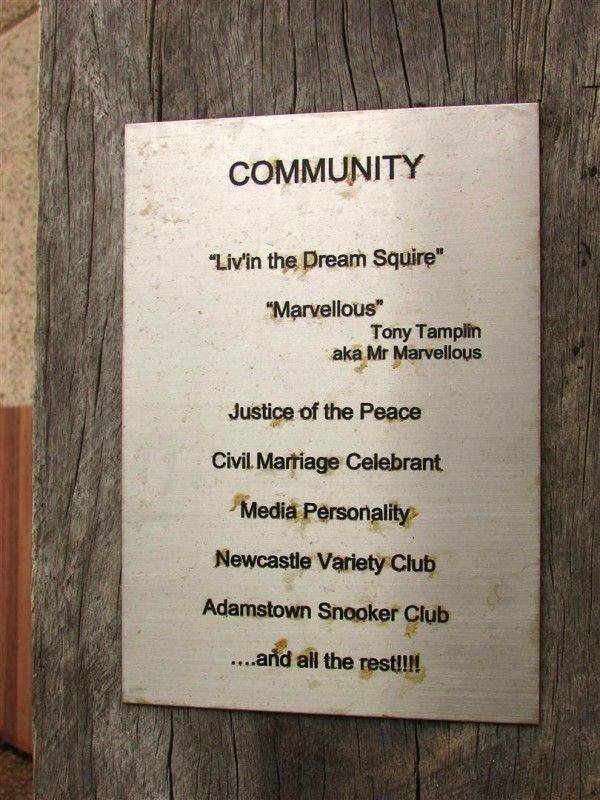 COMMUNITY
“Liv'in the Dream Squire"
“Marvellous”
Tony Tamplin
aka Mr Marvellous
Justice of the Peace
Civil Marriage Celebrant
Media Personality
Newcastle Variety Club
Adamstown Snooker Club
....and all the rest!!!!